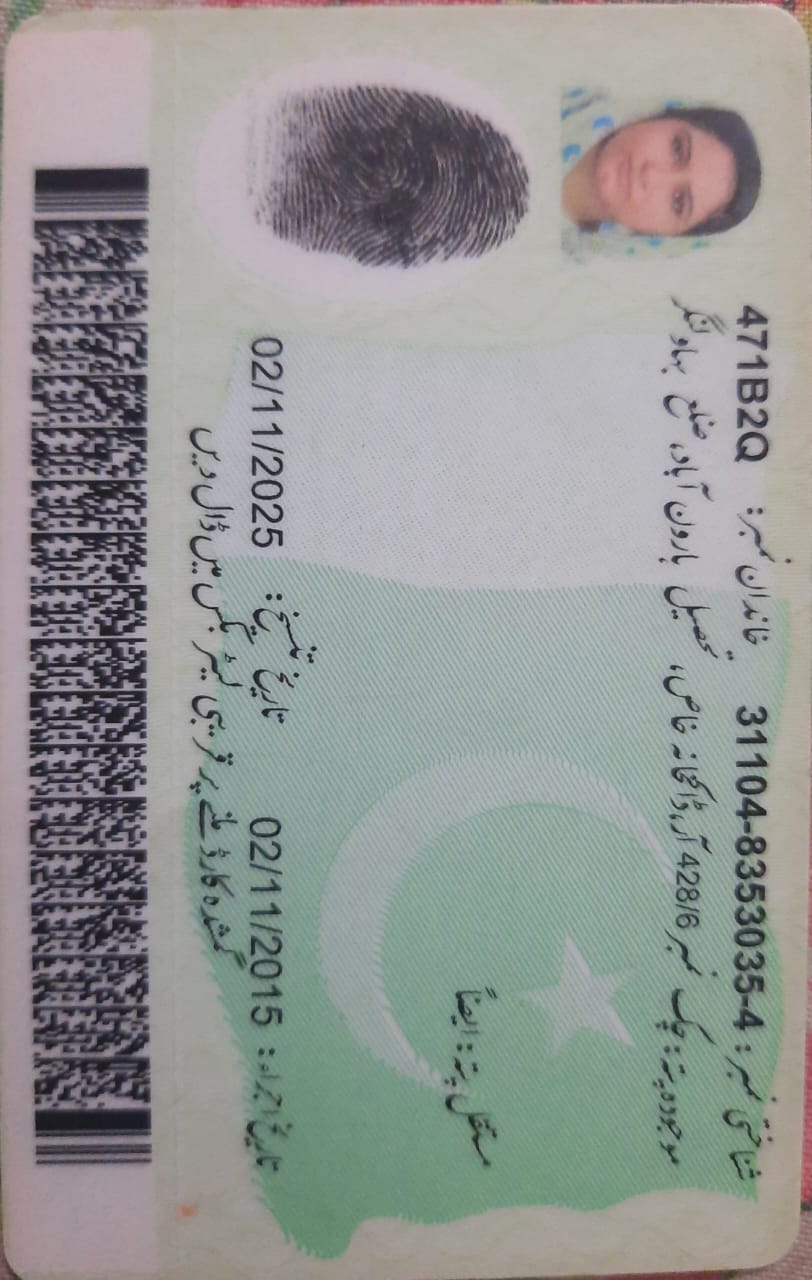 شناختی نمبر: 31104-8353035-4 خاندان نمبر: 471B2Q
موجودہ پتہ: چک نمبر 428/6 آر، ڈاکخانہ خاص، تحصیل ہارون آباد، ضلع بہاولنگر
مستقل پتہ: ایضاً
تاریخ اجراء: 02/11/2015 تاریخ تنسیخ: 02/11/2025
گمشدہ کارڈ ملنے پر قریبی لیٹر بکس میں ڈال دیں